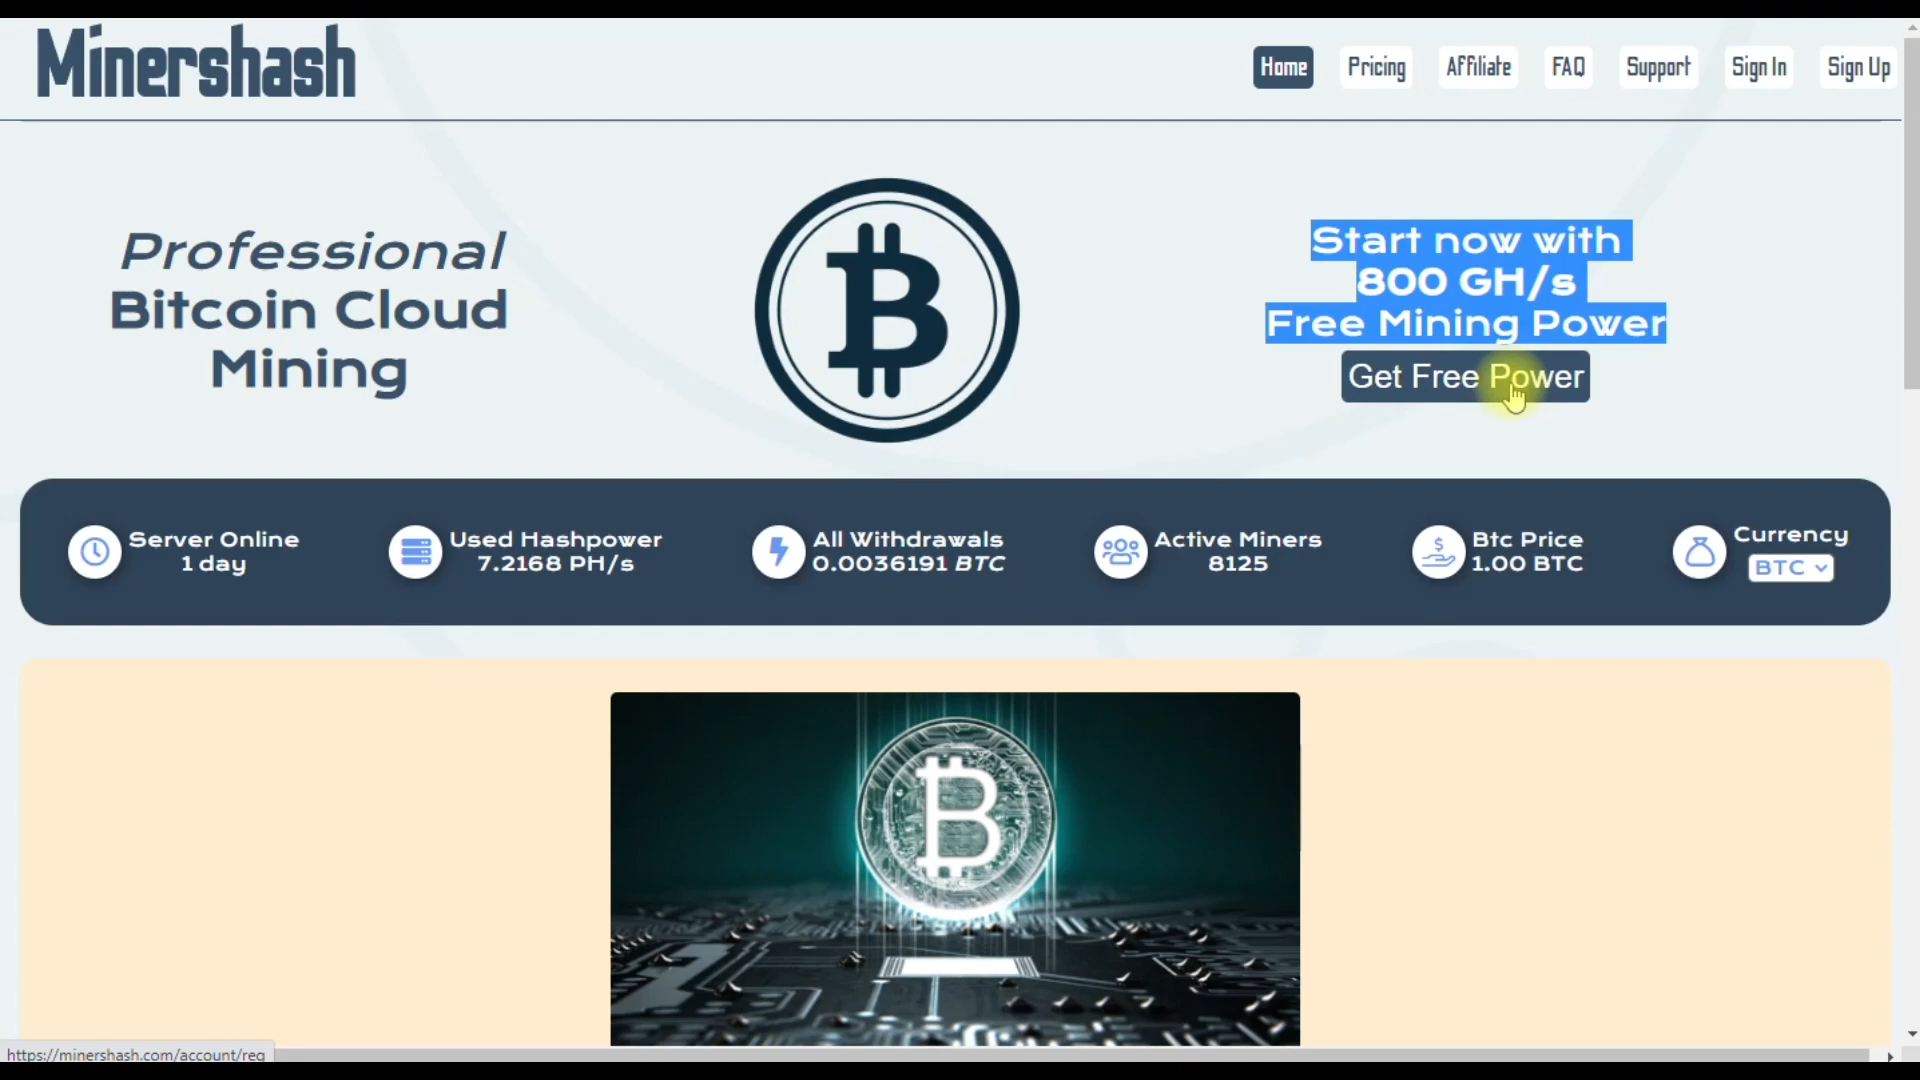 Minershash
Home
Pricing
Affiliate
FAQ
Support
Sign In
Sign Up
Professional
Bitcoin Cloud
Mining
Start now with
800 GH/s
Free Mining Power
Get Free Power
Server Online
1 day
Used Hashpower
7.2168 PH/s
All Withdrawals
0.0036191 BTC
Active Miners
8125
Btc Price
1.00 BTC
Currency
BTC
https://minershash.com/account/reg